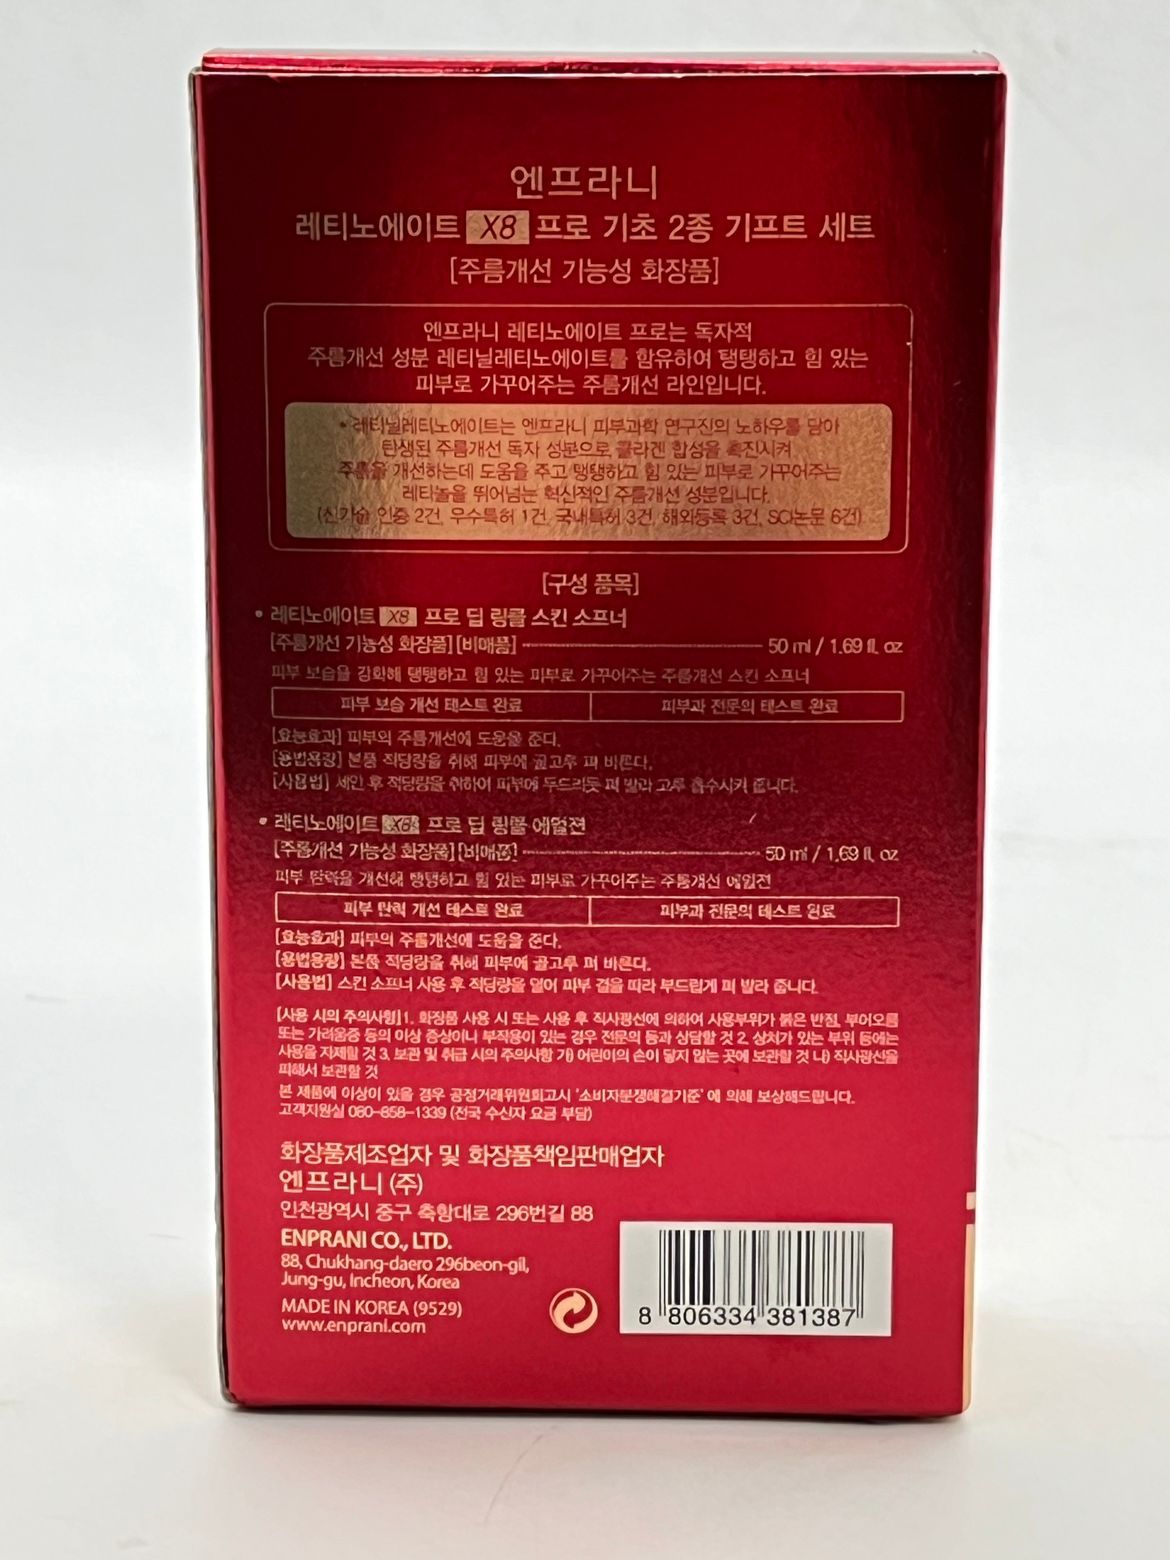 엔프라니
레티노에이트 X8 프로 기초 2종 기프트 세트
[주름개선 기능성 화장품]
엔프라니 레티노에이트 프로는 독자적
주름개선 성분 레티닐레티노에이트를 함유하여 탱탱하고 힘 있는
피부로 가꾸어주는 주름개선 라인입니다.
• 레티닐레티노에이트는 엔프라니 피부과학 연구진의 노하우를 담아
탄생된 주름개선 독자 성분으로 콜라겐 합성을 촉진시켜
주름을 개선하는데 도움을 주고 탱탱하고 힘 있는 피부로 가꾸어주는
레티놀을 뛰어넘는 혁신적인 주름개선 성분입니다.
(신기술 인증 2건, 우수특허 1건, 국내특허 3건, 해외등록 3건, SCI논문 6건)
[구성 품목]
• 레티노에이트 X8 프로 딥 링클 스킨 소프너
[주름개선 기능성 화장품] [비매품] 50 ml / 1.69 fl. oz
피부 보습을 강화해 탱탱하고 힘 있는 피부로 가꾸어주는 주름개선 스킨 소프너
피부 보습 개선 테스트 완료
피부과 전문의 테스트 완료
[효능효과] 피부의 주름개선에 도움을 준다.
[용법용량] 본품 적당량을 취해 피부에 골고루 펴 바른다.
[사용법] 세안 후 적당량을 취하여 피부에 두드리듯 펴 발라 고루 흡수시켜 줍니다.
• 레티노에이트 X8 프로 딥 링클 에멀젼
[주름개선 기능성 화장품] [비매품] 50 ml / 1.69 fl. oz
피부 탄력을 개선해 탱탱하고 힘 있는 피부로 가꾸어주는 주름개선 에멀젼
피부 탄력 개선 테스트 완료
피부과 전문의 테스트 완료
[효능효과] 피부의 주름개선에 도움을 준다.
[용법용량] 본품 적당량을 취해 피부에 골고루 펴 바른다.
[사용법] 스킨 소프너 사용 후 적당량을 덜어 피부 결을 따라 부드럽게 펴 발라 줍니다.
[사용 시의 주의사항] 1. 화장품 사용 시 또는 사용 후 직사광선에 의하여 사용부위가 붉은 반점, 부어오름
또는 가려움증 등의 이상 증상이나 부작용이 있는 경우 전문의 등과 상담할 것 2. 상처가 있는 부위 등에는
사용을 자제할 것 3. 보관 및 취급 시의 주의사항 가) 어린이의 손이 닿지 않는 곳에 보관할 것 나) 직사광선을
피해서 보관할 것
본 제품에 이상이 있을 경우 공정거래위원회고시 '소비자분쟁해결기준' 에 의해 보상해드립니다.
고객지원실 080-858-1339 (전국 수신자 요금 부담)
화장품제조업자 및 화장품책임판매업자
엔프라니 (주)
인천광역시 중구 축항대로 296번길 88
ENPRANI CO., LTD.
88, Chukhang-daero 296beon-gil,
Jung-gu, Incheon, Korea
MADE IN KOREA (9529)
www.enprani.com
8 806334 381387